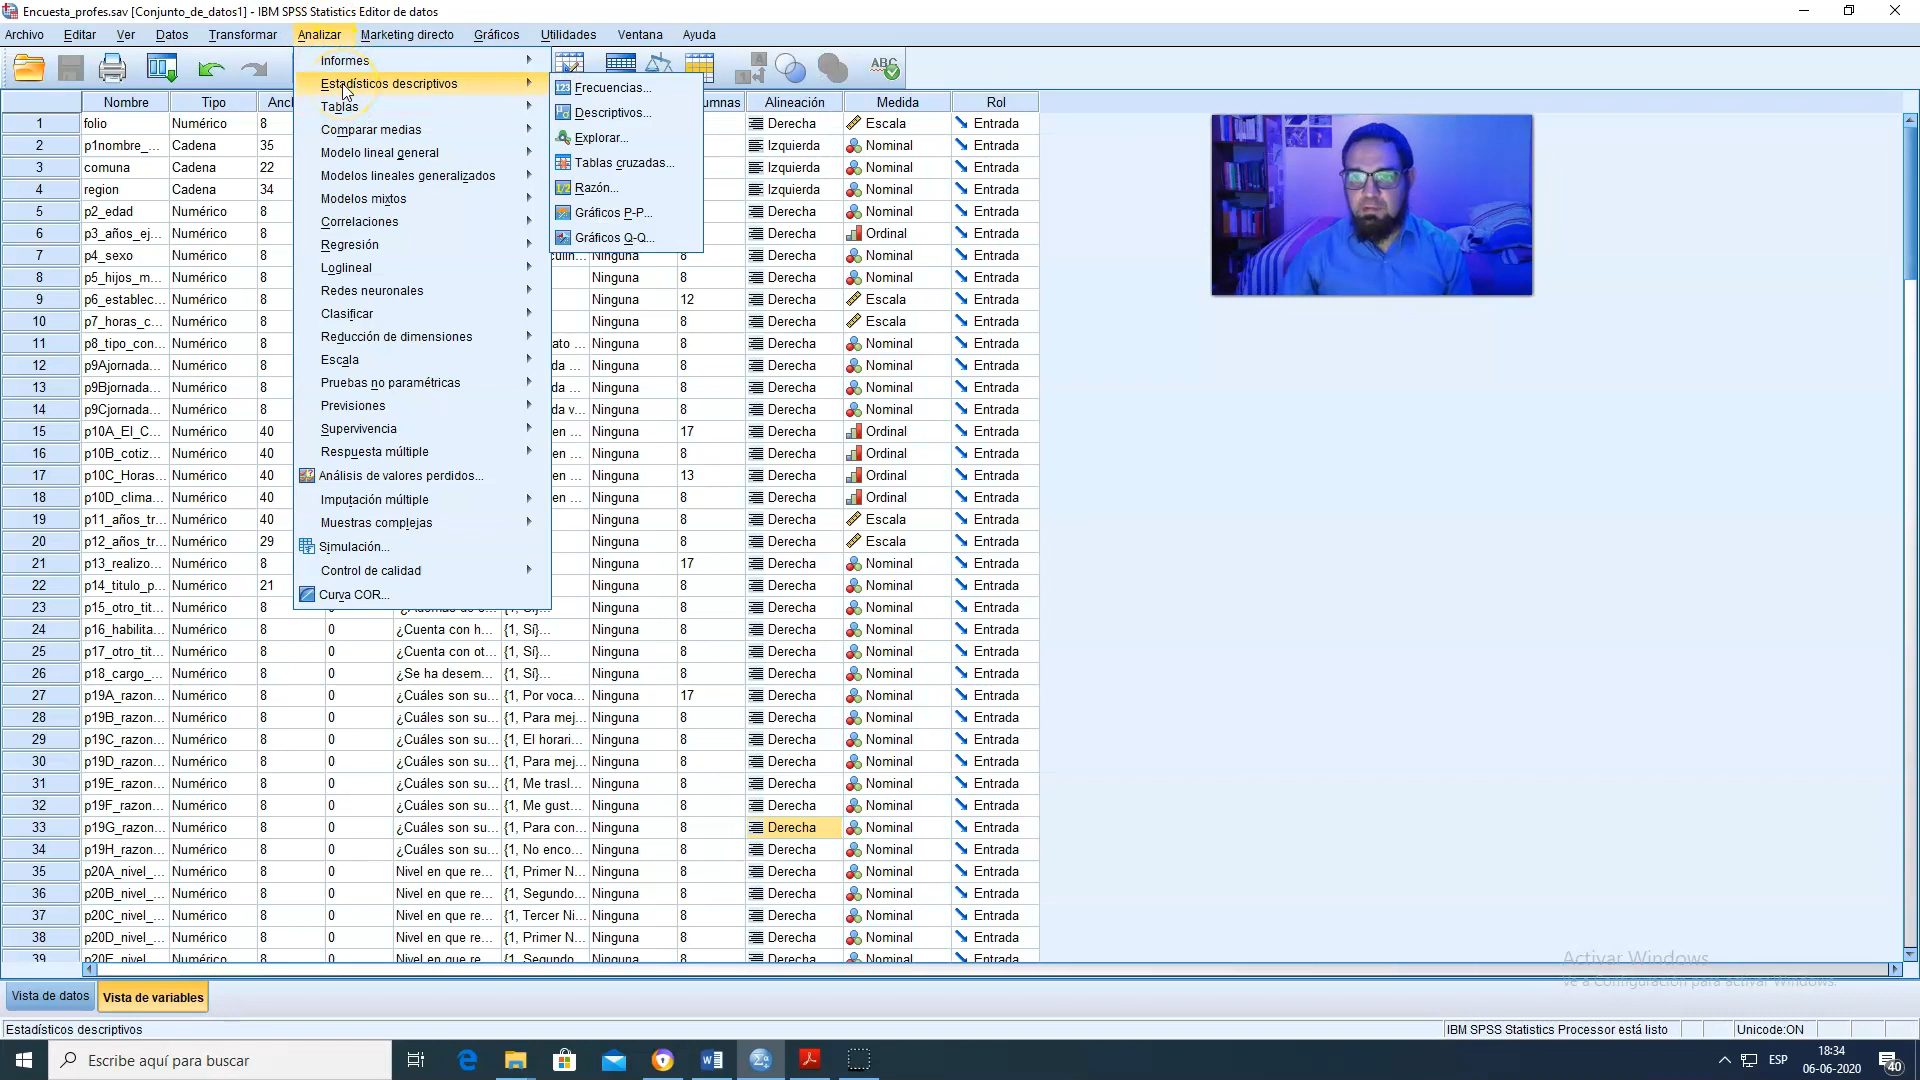 Encuesta_profes.sav [Conjunto_de_datos1] - IBM SPSS Statistics Editor de datos
Archivo Editar Ver Datos Transformar Analizar Marketing directo Gráficos Utilidades Ventana Ayuda
Informes
Estadísticos descriptivos
Tablas
Comparar medias
Modelo lineal general
Modelos lineales generalizados
Modelos mixtos
Correlaciones
Regresión
Loglineal
Redes neuronales
Clasificar
Reducción de dimensiones
Escala
Pruebas no paramétricas
Previsiones
Supervivencia
Respuesta múltiple
Análisis de valores perdidos...
Imputación múltiple
Muestras complejas
Simulación...
Control de calidad
Curva COR...
Frecuencias...
Descriptivos...
Explorar...
Tablas cruzadas...
Razón...
Gráficos P-P...
Gráficos Q-Q...
Nombre Tipo Alineación Medida Rol
1 folio Numérico 8 Derecha Escala Entrada
2 p1nombre_... Cadena 35 Izquierda Nominal Entrada
3 comuna Cadena 22 Izquierda Nominal Entrada
4 region Cadena 34 Izquierda Nominal Entrada
5 p2_edad Numérico 8 Derecha Nominal Entrada
6 p3_años_ej... Numérico 8 Derecha Ordinal Entrada
7 p4_sexo Numérico 8 Ninguna 8 Derecha Nominal Entrada
8 p5_hijos_m... Numérico 8 Ninguna 8 Derecha Nominal Entrada
9 p6_establec... Numérico 8 Ninguna 12 Derecha Escala Entrada
10 p7_horas_c... Numérico 8 Ninguna 8 Derecha Escala Entrada
11 p8_tipo_con... Numérico 8 Ninguna 8 Derecha Nominal Entrada
12 p9Ajornada... Numérico 8 Ninguna 8 Derecha Nominal Entrada
13 p9Bjornada... Numérico 8 Ninguna 8 Derecha Nominal Entrada
14 p9Cjornada... Numérico 8 Ninguna 8 Derecha Nominal Entrada
15 p10A_El_C... Numérico 40 Ninguna 17 Derecha Ordinal Entrada
16 p10B_cotiz... Numérico 40 Ninguna 8 Derecha Ordinal Entrada
17 p10C_Horas... Numérico 40 Ninguna 13 Derecha Ordinal Entrada
18 p10D_clima... Numérico 40 Ninguna 8 Derecha Ordinal Entrada
19 p11_años_tr... Numérico 40 Ninguna 8 Derecha Escala Entrada
20 p12_años_tr... Numérico 29 Ninguna 8 Derecha Escala Entrada
21 p13_realizo... Numérico 8 Ninguna 17 Derecha Nominal Entrada
22 p14_titulo_p... Numérico 21 Ninguna 8 Derecha Nominal Entrada
23 p15_otro_tit... Numérico 8 Ninguna 8 Derecha Nominal Entrada
24 p16_habilita... Numérico 8 0 ¿Cuenta con h... {1, Sí}... Ninguna 8 Derecha Nominal Entrada
25 p17_otro_tit... Numérico 8 0 ¿Cuenta con ot... {1, Sí}... Ninguna 8 Derecha Nominal Entrada
26 p18_cargo_... Numérico 8 0 ¿Se ha desem... {1, Sí}... Ninguna 8 Derecha Nominal Entrada
27 p19A_razon... Numérico 8 0 ¿Cuáles son su... {1, Por voca... Ninguna 17 Derecha Nominal Entrada
28 p19B_razon... Numérico 8 0 ¿Cuáles son su... {1, Para mej... Ninguna 8 Derecha Nominal Entrada
29 p19C_razon... Numérico 8 0 ¿Cuáles son su... {1, El horari... Ninguna 8 Derecha Nominal Entrada
30 p19D_razon... Numérico 8 0 ¿Cuáles son su... {1, Para mej... Ninguna 8 Derecha Nominal Entrada
31 p19E_razon... Numérico 8 0 ¿Cuáles son su... {1, Me trasl... Ninguna 8 Derecha Nominal Entrada
32 p19F_razon... Numérico 8 0 ¿Cuáles son su... {1, Me gust... Ninguna 8 Derecha Nominal Entrada
33 p19G_razon... Numérico 8 0 ¿Cuáles son su... {1, Para con... Ninguna 8 Derecha Nominal Entrada
34 p19H_razon... Numérico 8 0 ¿Cuáles son su... {1, No enco... Ninguna 8 Derecha Nominal Entrada
35 p20A_nivel_... Numérico 8 0 Nivel en que re... {1, Primer N... Ninguna 8 Derecha Nominal Entrada
36 p20B_nivel_... Numérico 8 0 Nivel en que re... {1, Segundo... Ninguna 8 Derecha Nominal Entrada
37 p20C_nivel_... Numérico 8 0 Nivel en que re... {1, Tercer Ni... Ninguna 8 Derecha Nominal Entrada
38 p20D_nivel_... Numérico 8 0 Nivel en que re... {1, Primer N... Ninguna 8 Derecha Nominal Entrada
39 p20E_nivel Numérico 8 0 Nivel en que re {1, Segundo Ninguna 8 Derecha Nominal Entrada
Activar Windows
Ve a Configuración para activar Windows.
Vista de datos Vista de variables
Estadísticos descriptivos IBM SPSS Statistics Processor está listo Unicode:ON
Escribe aquí para buscar ESP 18:34
06-06-2020 40